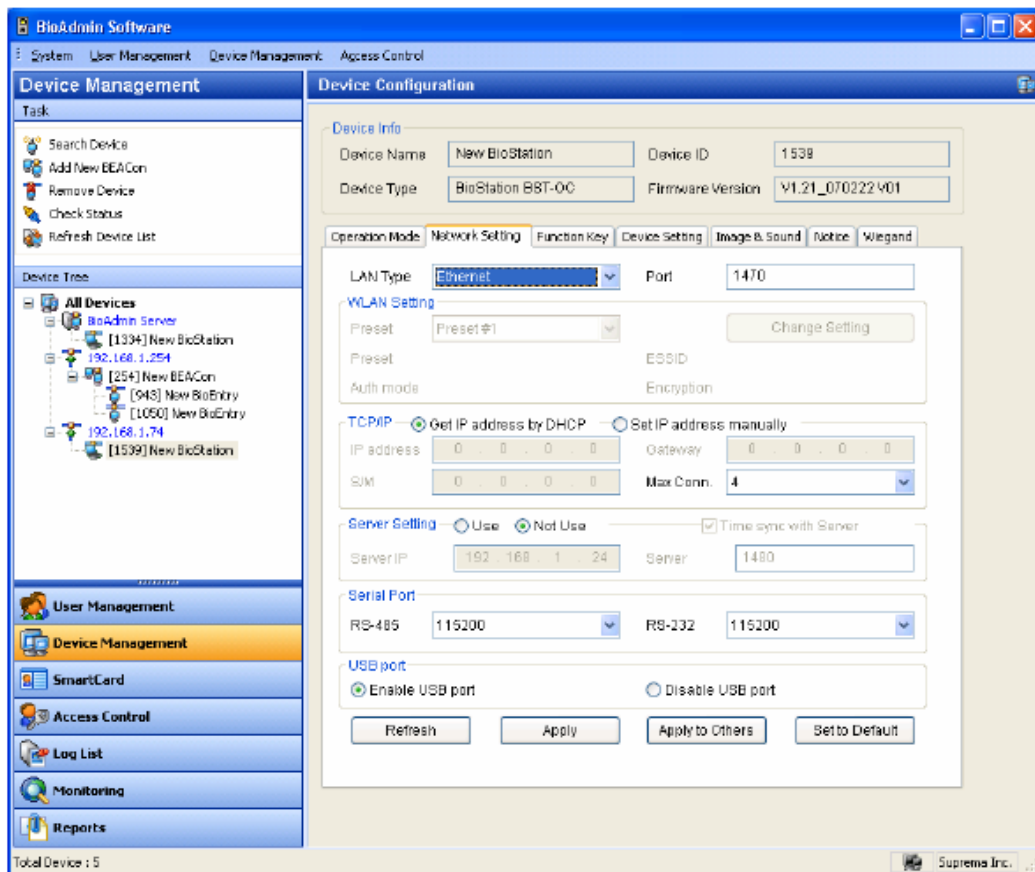 BioAdmin Software
System User Management Device Management Access Control
Device Management
Task
Search Device
Add New BEACon
Remove Device
Check Status
Refresh Device List
Device Tree
All Devices
BioAdmin Server
[1334] New BioStation
192.168.1.254
[254] New BEACon
[943] New BioEntry
[1050] New BioEntry
192.168.1.74
[1539] New BioStation
User Management
Device Management
SmartCard
Access Control
Log List
Monitoring
Reports
Device Configuration
Device Info
Device Name New BioStation Device ID 1539
Device Type BioStation BST-OC Firmware Version V1.21_070222V01
Operation Mode Network Setting Function Key Device Setting Image & Sound Notice Wiegand
LAN Type Ethernet Port 1470
WLAN Setting
Preset Preset #1 Change Setting
Preset ESSID
Auth mode Encryption
TCP/IP Get IP address by DHCP Set IP address manually
IP address 0 . 0 . 0 . 0 Gateway 0 . 0 . 0 . 0
S/M 0 . 0 . 0 . 0 Max Conn. 4
Server Setting Use Not Use Time sync with Server
Server IP 192 . 168 . 1 . 24 Server 1480
Serial Port
RS-485 115200 RS-232 115200
USB port
Enable USB port Disable USB port
Refresh Apply Apply to Others Set to Default
Total Device : 5 Suprema Inc.